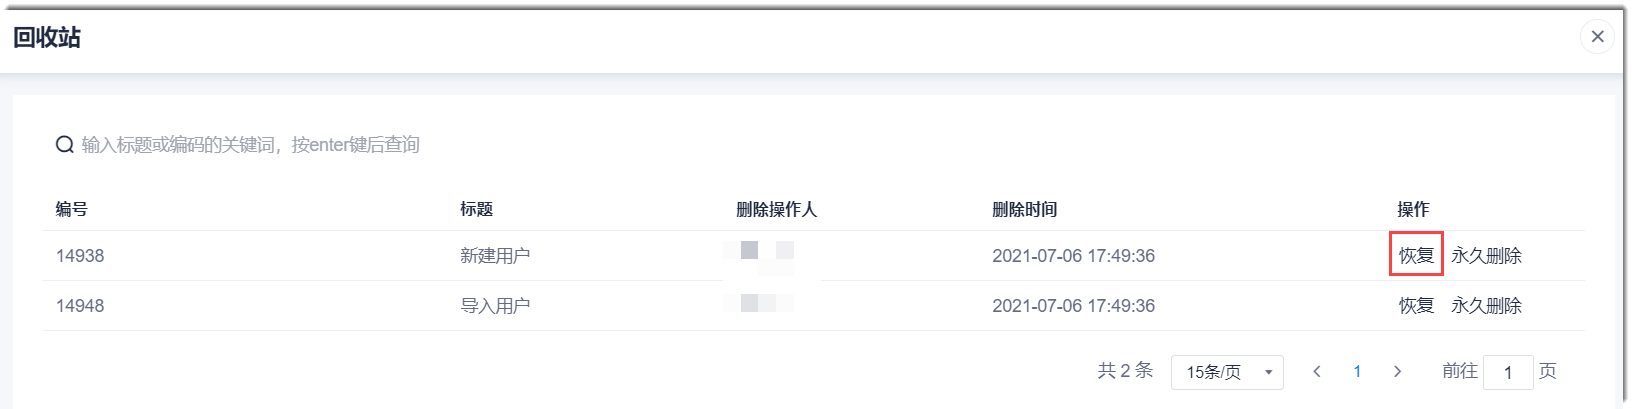 回收站
输入标题或编码的关键词，按enter键后查询
编号 标题 删除操作人 删除时间 操作
14938 新建用户 2021-07-06 17:49:36 恢复 永久删除
14948 导入用户 2021-07-06 17:49:36 恢复 永久删除
共 2 条 15条/页 1 前往 1 页